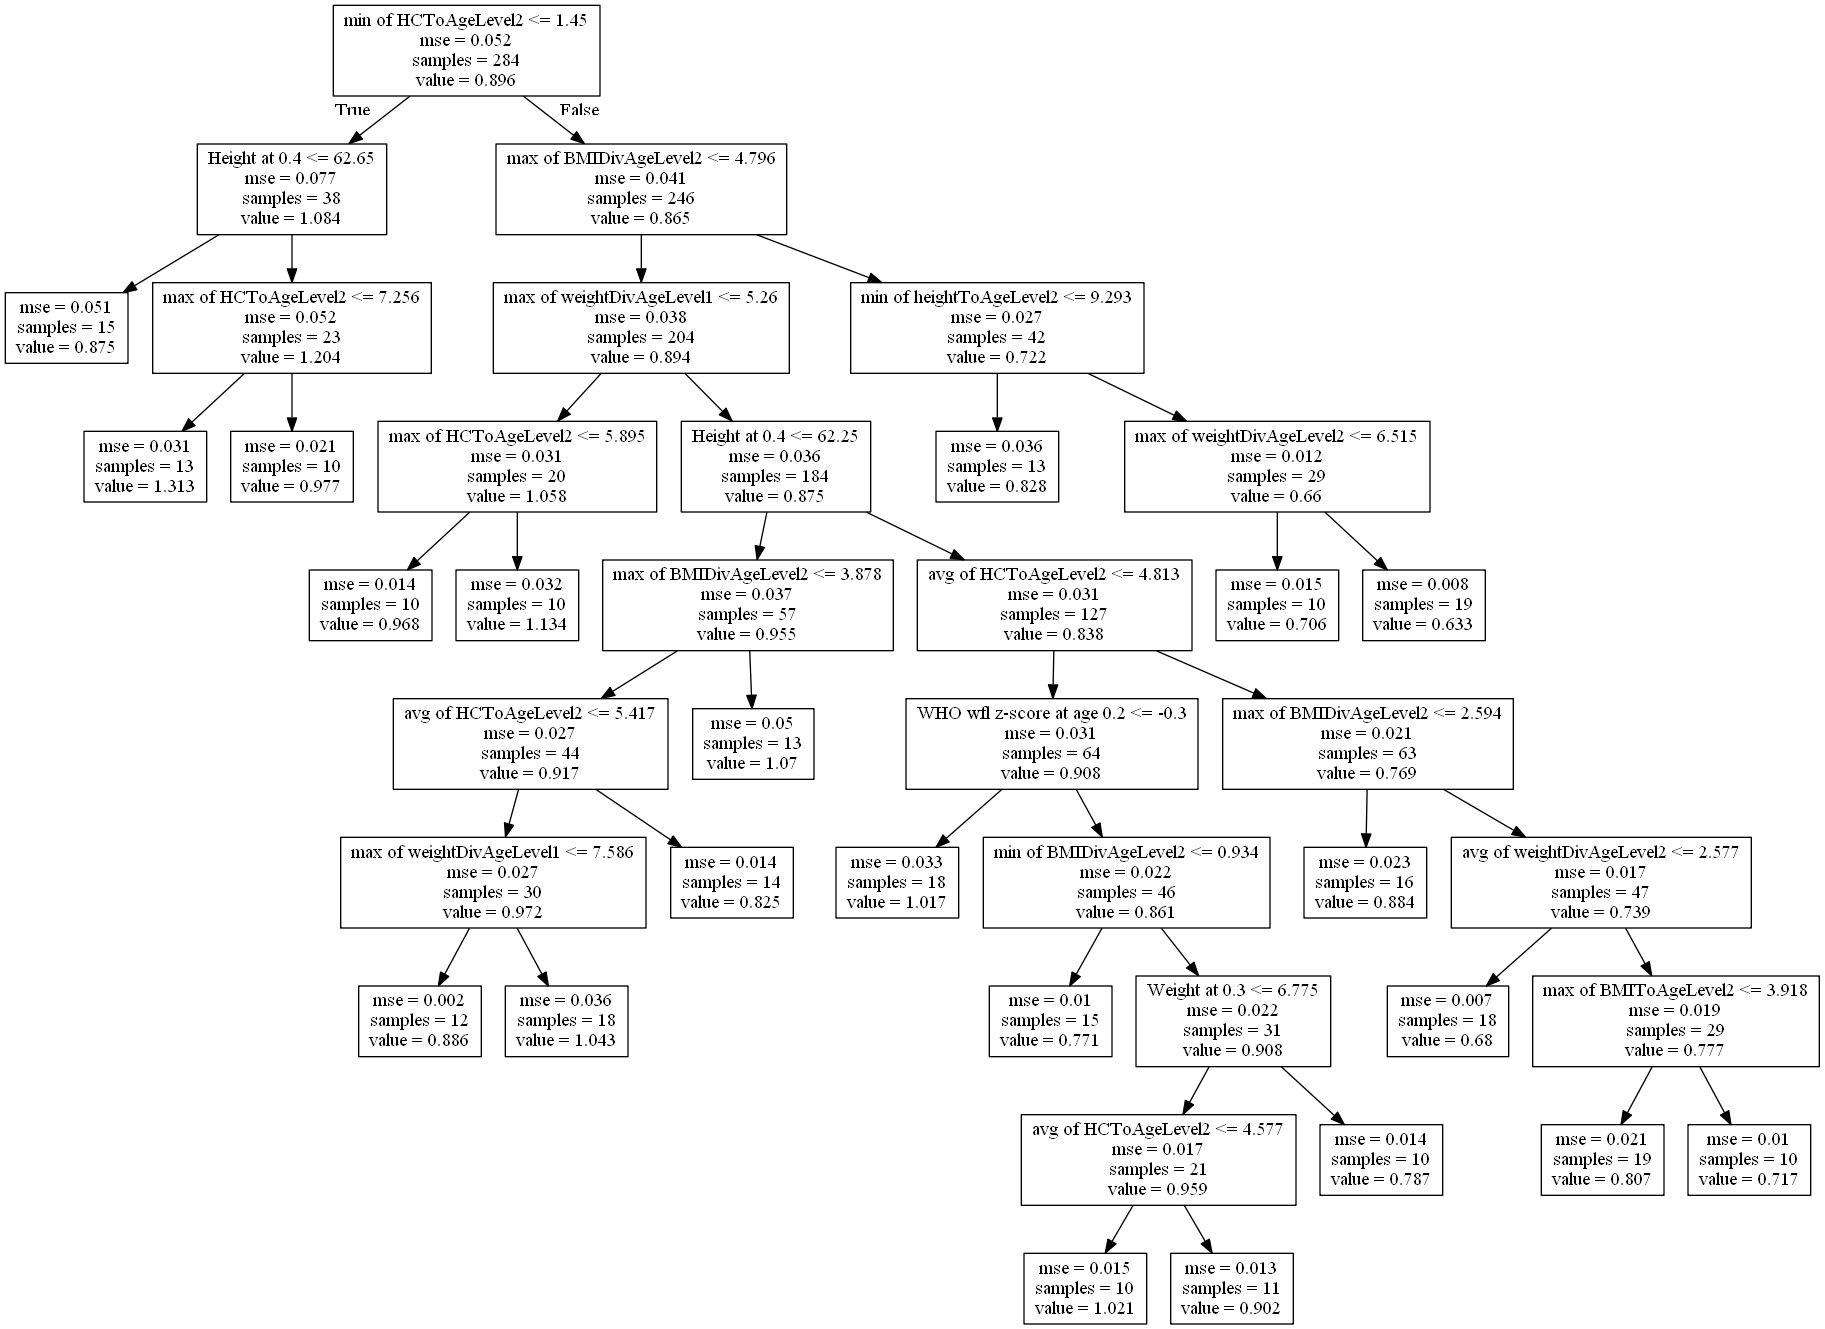 min of HCToAgeLevel2 <= 1.45
mse = 0.052
samples = 284
value = 0.896
True
False
Height at 0.4 <= 62.65
mse = 0.077
samples = 38
value = 1.084
max of BMIDivAgeLevel2 <= 4.796
mse = 0.041
samples = 246
value = 0.865
mse = 0.051
samples = 15
value = 0.875
max of HCToAgeLevel2 <= 7.256
mse = 0.052
samples = 23
value = 1.204
max of weightDivAgeLevel1 <= 5.26
mse = 0.038
samples = 204
value = 0.894
min of heightToAgeLevel2 <= 9.293
mse = 0.027
samples = 42
value = 0.722
mse = 0.031
samples = 13
value = 1.313
mse = 0.021
samples = 10
value = 0.977
max of HCToAgeLevel2 <= 5.895
mse = 0.031
samples = 20
value = 1.058
Height at 0.4 <= 62.25
mse = 0.036
samples = 184
value = 0.875
mse = 0.036
samples = 13
value = 0.828
max of weightDivAgeLevel2 <= 6.515
mse = 0.012
samples = 29
value = 0.66
mse = 0.014
samples = 10
value = 0.968
mse = 0.032
samples = 10
value = 1.134
max of BMIDivAgeLevel2 <= 3.878
mse = 0.037
samples = 57
value = 0.955
avg of HCToAgeLevel2 <= 4.813
mse = 0.031
samples = 127
value = 0.838
mse = 0.015
samples = 10
value = 0.706
mse = 0.008
samples = 19
value = 0.633
avg of HCToAgeLevel2 <= 5.417
mse = 0.027
samples = 44
value = 0.917
mse = 0.05
samples = 13
value = 1.07
WHO wfl z-score at age 0.2 <= -0.3
mse = 0.031
samples = 64
value = 0.908
max of BMIDivAgeLevel2 <= 2.594
mse = 0.021
samples = 63
value = 0.769
max of weightDivAgeLevel1 <= 7.586
mse = 0.027
samples = 30
value = 0.972
mse = 0.014
samples = 14
value = 0.825
mse = 0.033
samples = 18
value = 1.017
min of BMIDivAgeLevel2 <= 0.934
mse = 0.022
samples = 46
value = 0.861
mse = 0.023
samples = 16
value = 0.884
avg of weightDivAgeLevel2 <= 2.577
mse = 0.017
samples = 47
value = 0.739
mse = 0.002
samples = 12
value = 0.886
mse = 0.036
samples = 18
value = 1.043
mse = 0.01
samples = 15
value = 0.771
Weight at 0.3 <= 6.775
mse = 0.022
samples = 31
value = 0.908
mse = 0.007
samples = 18
value = 0.68
max of BMIToAgeLevel2 <= 3.918
mse = 0.019
samples = 29
value = 0.777
avg of HCToAgeLevel2 <= 4.577
mse = 0.017
samples = 21
value = 0.959
mse = 0.014
samples = 10
value = 0.787
mse = 0.021
samples = 19
value = 0.807
mse = 0.01
samples = 10
value = 0.717
mse = 0.015
samples = 10
value = 1.021
mse = 0.013
samples = 11
value = 0.902